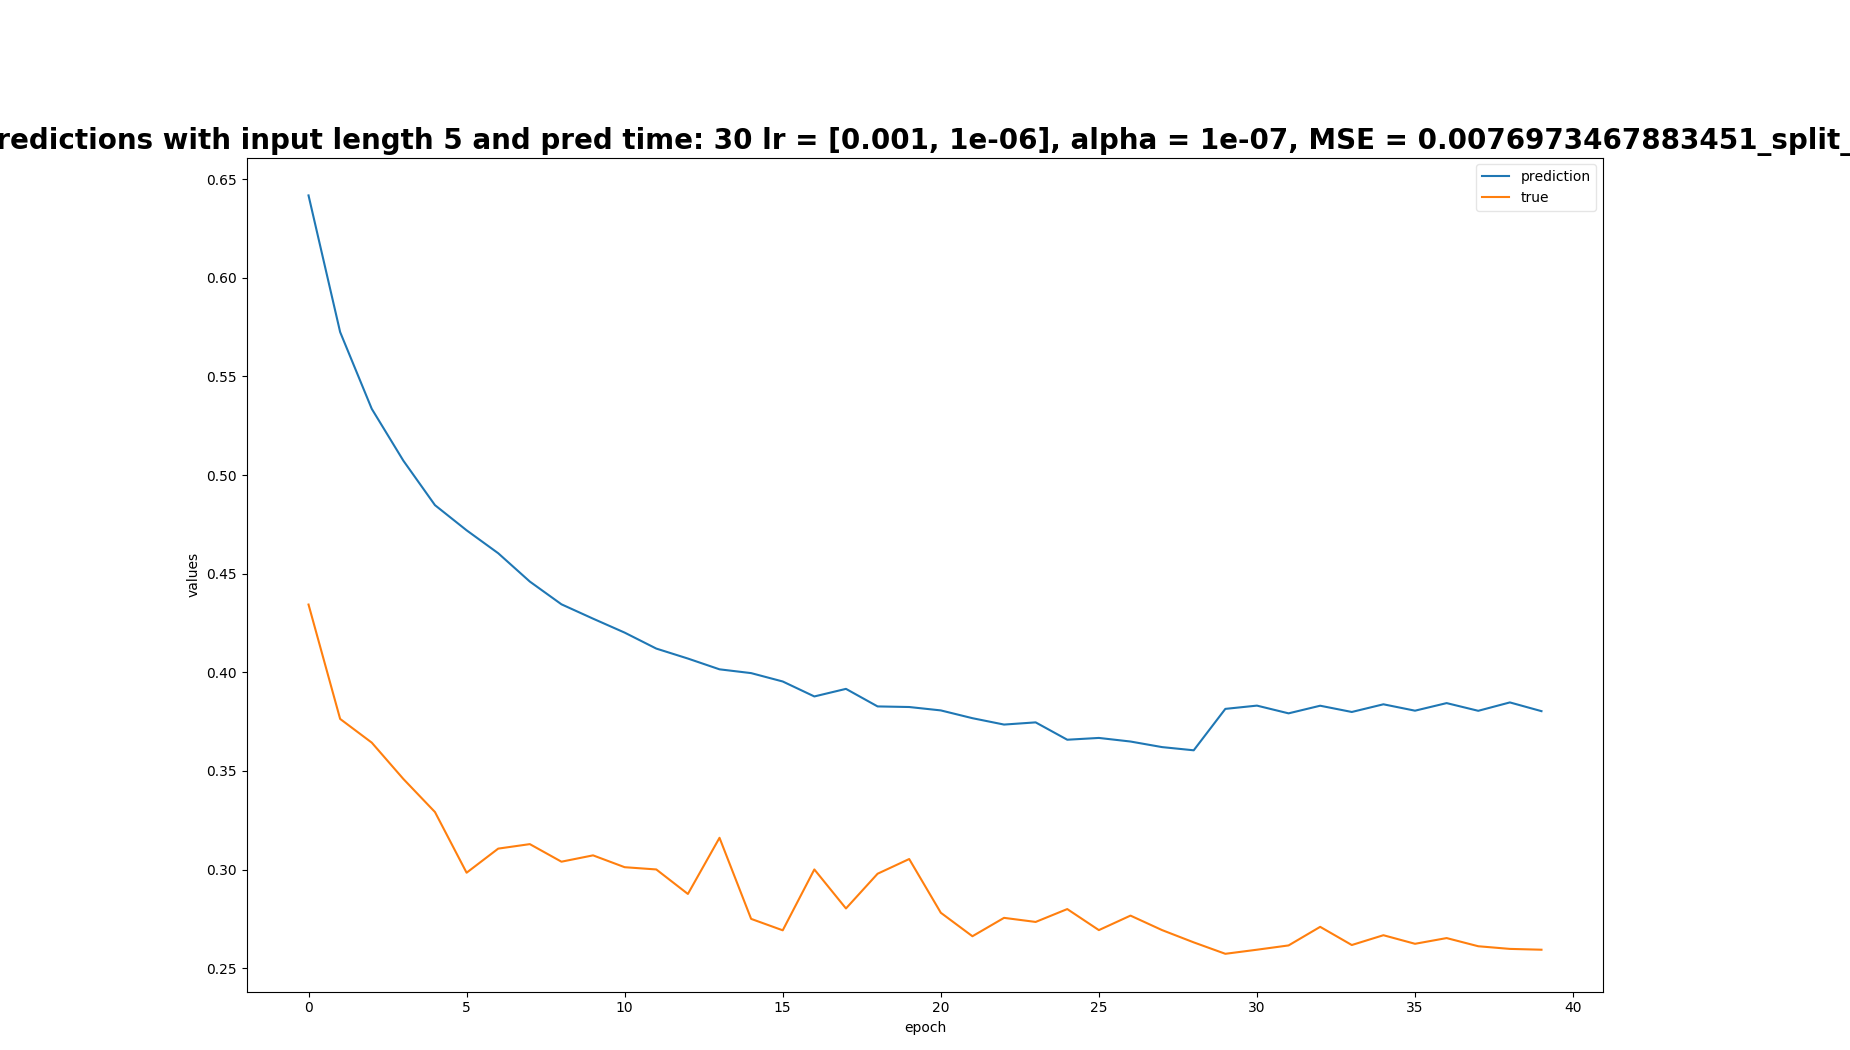 redictions with input length 5 and pred time: 30 lr = [0.001, 1e-06], alpha = 1e-07, MSE = 0.0076973467883451_split_
prediction
true
0.65
0.60
0.55
0.50
0.45
0.40
0.35
0.30
0.25
values
0 5 10 15 20 25 30 35 40
epoch